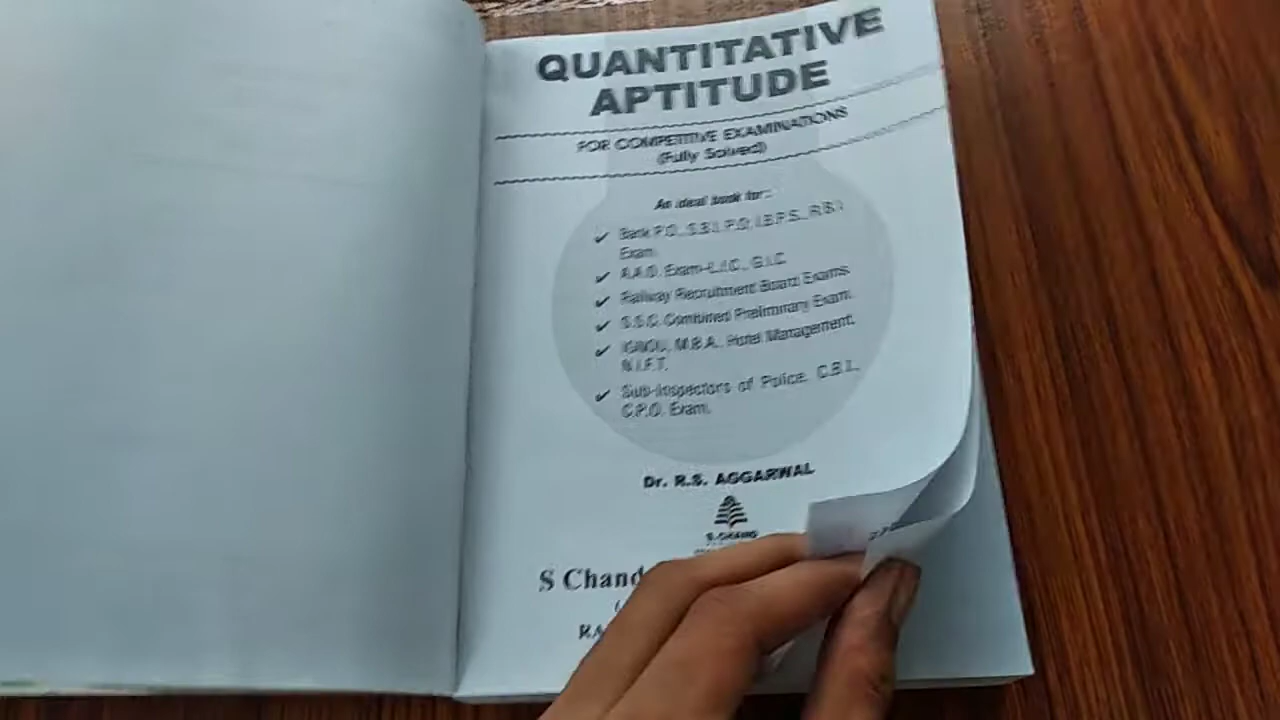 QUANTITATIVE
APTITUDE
FOR COMPETITIVE EXAMINATIONS
(Fully Solved)
An ideal book for:
✓ Bank P.O., S.B.I. P.O., I.B.P.S., R.B.I.
Exam.
✓ A.A.O. Exam-L.I.C., G.I.C.
✓ Railway Recruitment Board Exams.
✓ S.S.C. Combined Preliminary Exam.
✓ IGNOU, M.B.A., Hotel Management,
N.I.F.T.
✓ Sub-Inspectors of Police, C.B.I.,
C.P.O. Exam.
Dr. R.S. AGGARWAL
S. CHAND
S Chand